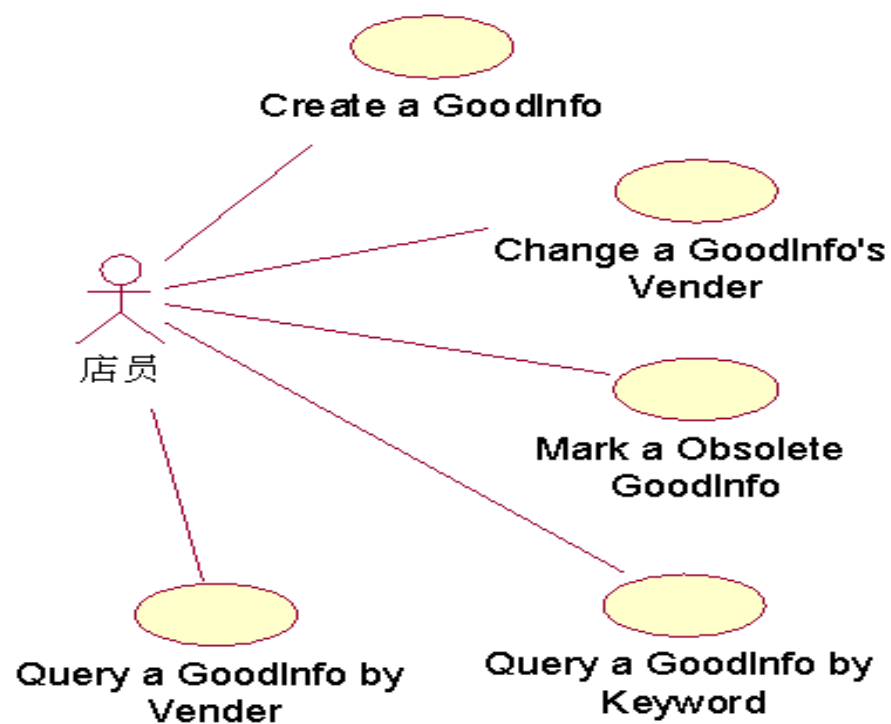 Create a GoodInfo
Change a GoodInfo's
Vender
店员
Mark a Obsolete
GoodInfo
Query a GoodInfo by
Vender
Query a GoodInfo by
Keyword